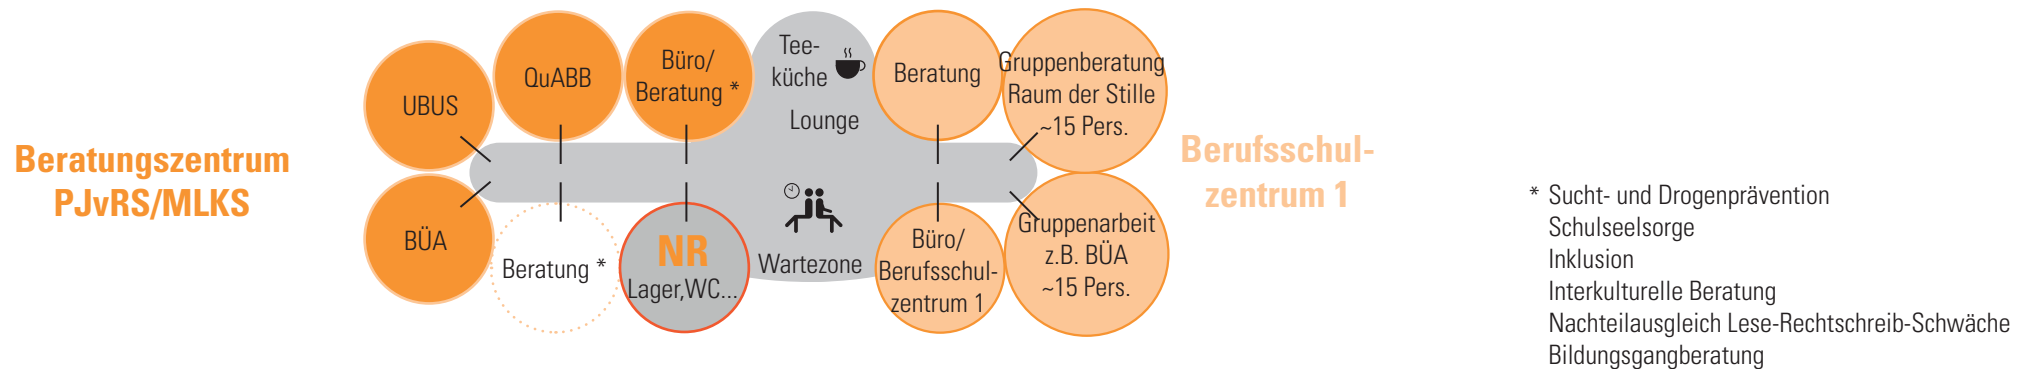 Beratungszentrum
PJvRS/MLKS
UBUS
QuABB
Büro/
Beratung *
BÜA
Beratung *
NR
Lager,WC...
Tee-
küche
Lounge
Wartezone
Beratung
Gruppenberatung
Raum der Stille
~15 Pers.
Büro/
Berufsschul-
zentrum 1
Gruppenarbeit
z.B. BÜA
~15 Pers.
Berufsschul-
zentrum 1
* Sucht- und Drogenprävention
Schulseelsorge
Inklusion
Interkulturelle Beratung
Nachteilausgleich Lese-Rechtschreib-Schwäche
Bildungsgangberatung